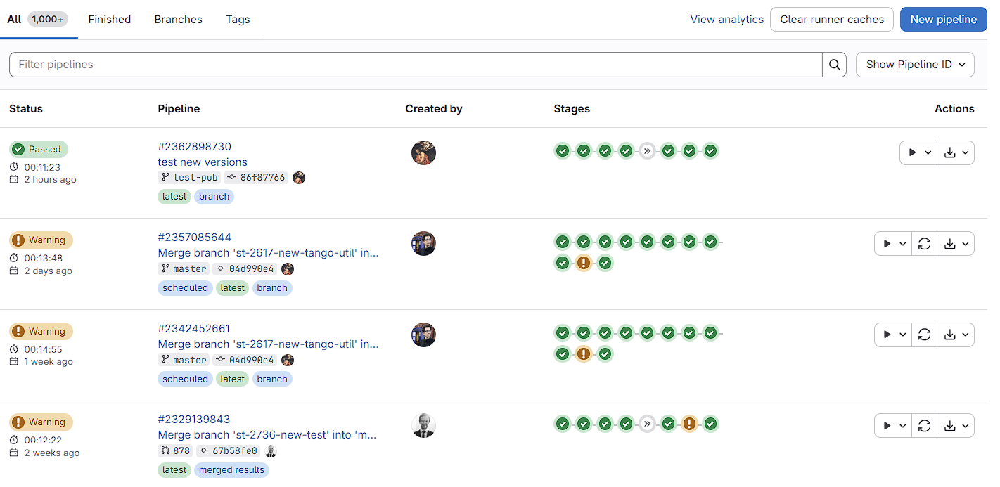 All 1,000+ Finished Branches Tags View analytics Clear runner caches New pipeline
Filter pipelines Show Pipeline ID
Status Pipeline Created by Stages Actions
Passed #2362898730
00:11:23 test new versions
2 hours ago test-pub 86f87766
latest branch
Warning #2357085644
00:13:48 Merge branch 'st-2617-new-tango-util' in...
2 days ago master 04d990e4
scheduled latest branch
Warning #2342452661
00:14:55 Merge branch 'st-2617-new-tango-util' in...
1 week ago master 04d990e4
scheduled latest branch
Warning #2329139843
00:12:22 Merge branch 'st-2736-new-test' into 'm...
2 weeks ago 878 67b58fe0
latest merged results